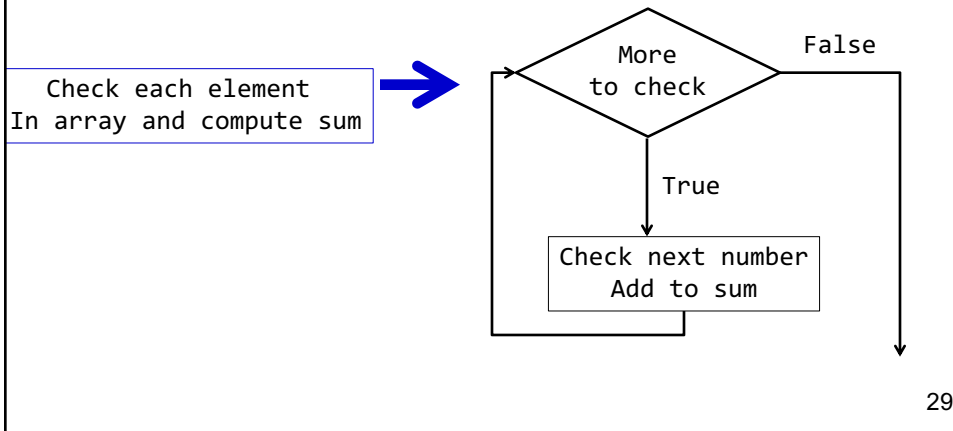 Check each element
In array and compute sum
More
to check
False
True
Check next number
Add to sum
29